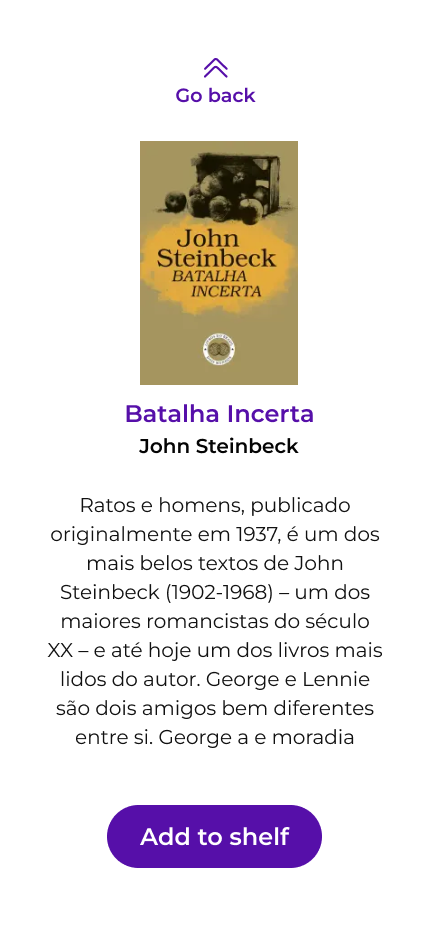 Go back
John
Steinbeck
BATALHA
INCERTA
Batalha Incerta
John Steinbeck
Ratos e homens, publicado
originalmente em 1937, é um dos
mais belos textos de John
Steinbeck (1902-1968) – um dos
maiores romancistas do século
XX – e até hoje um dos livros mais
lidos do autor. George e Lennie
são dois amigos bem diferentes
entre si. George a e moradia
Add to shelf